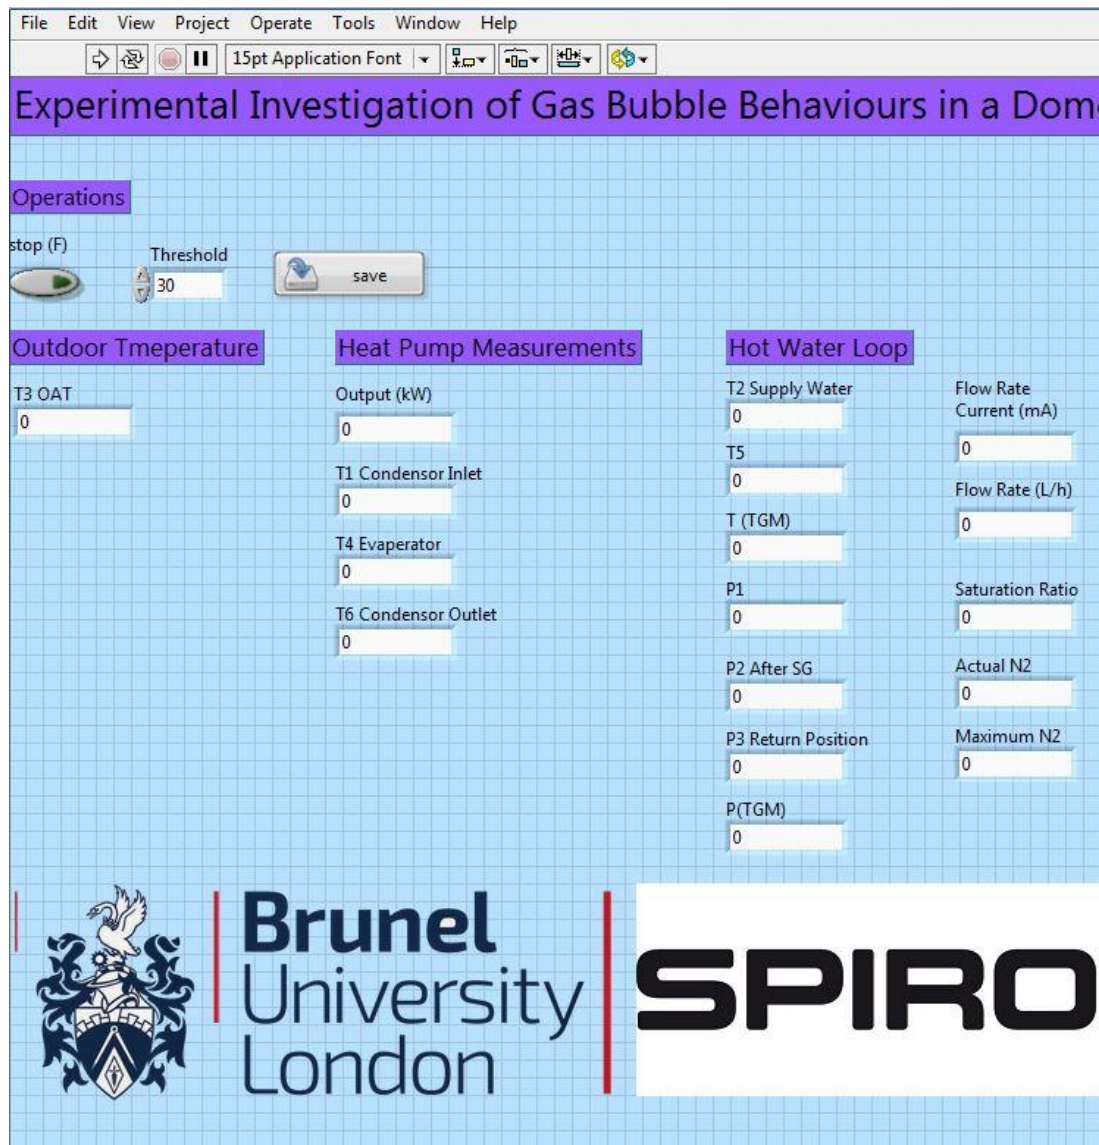 File Edit View Project Operate Tools Window Help
15pt Application Font
Experimental Investigation of Gas Bubble Behaviours in a Dom
Operations
stop (F)
Threshold
30
save
Outdoor Tmeperature
T3 OAT
0
Heat Pump Measurements
Output (kW)
0
T1 Condensor Inlet
0
T4 Evaperator
0
T6 Condensor Outlet
0
Hot Water Loop
T2 Supply Water
0
T5
0
T (TGM)
0
P1
0
P2 After SG
0
P3 Return Position
0
P(TGM)
0
Flow Rate
Current (mA)
0
Flow Rate (L/h)
0
Saturation Ratio
0
Actual N2
0
Maximum N2
0
Brunel
University
London
SPIRO